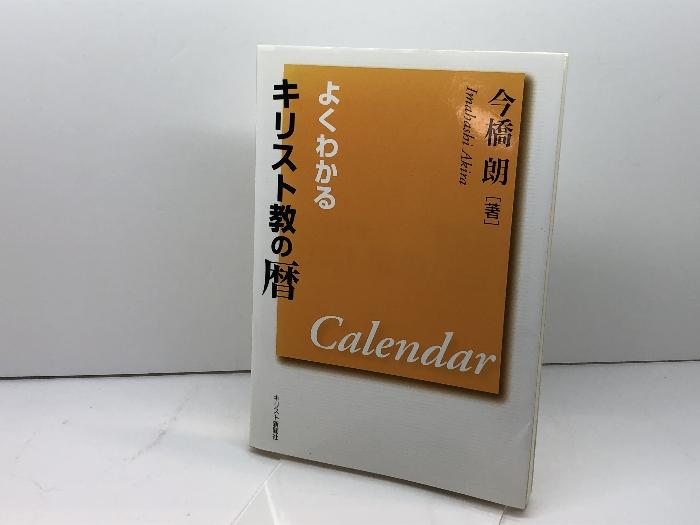 よくわかる
キリスト教の暦
今橋朗［著］
Imahashi Akira
Calendar
キリスト新聞社